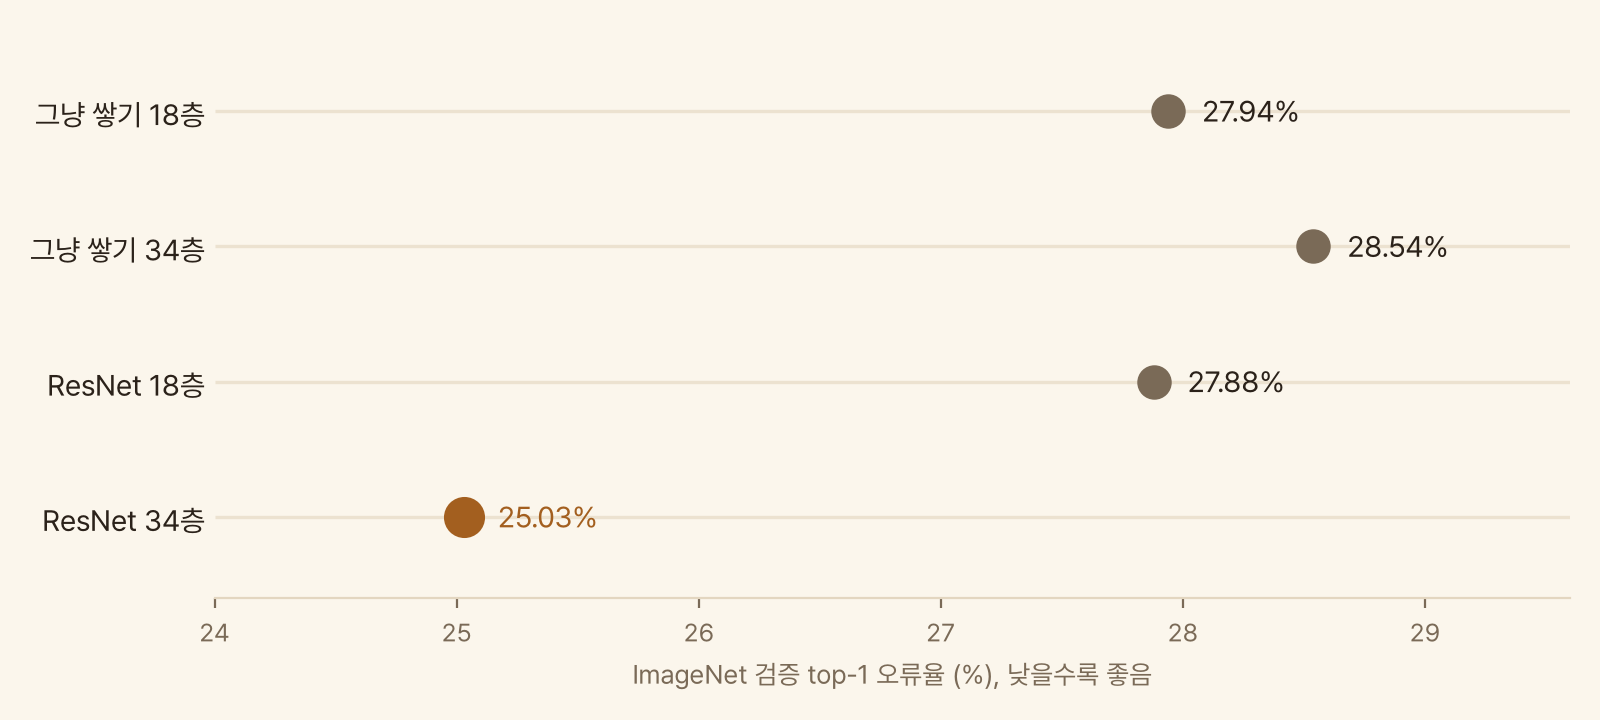 그냥 쌓기 18층 27.94%
그냥 쌓기 34층 28.54%
ResNet 18층 27.88%
ResNet 34층 25.03%
24 25 26 27 28 29
ImageNet 검증 top-1 오류율 (%), 낮을수록 좋음